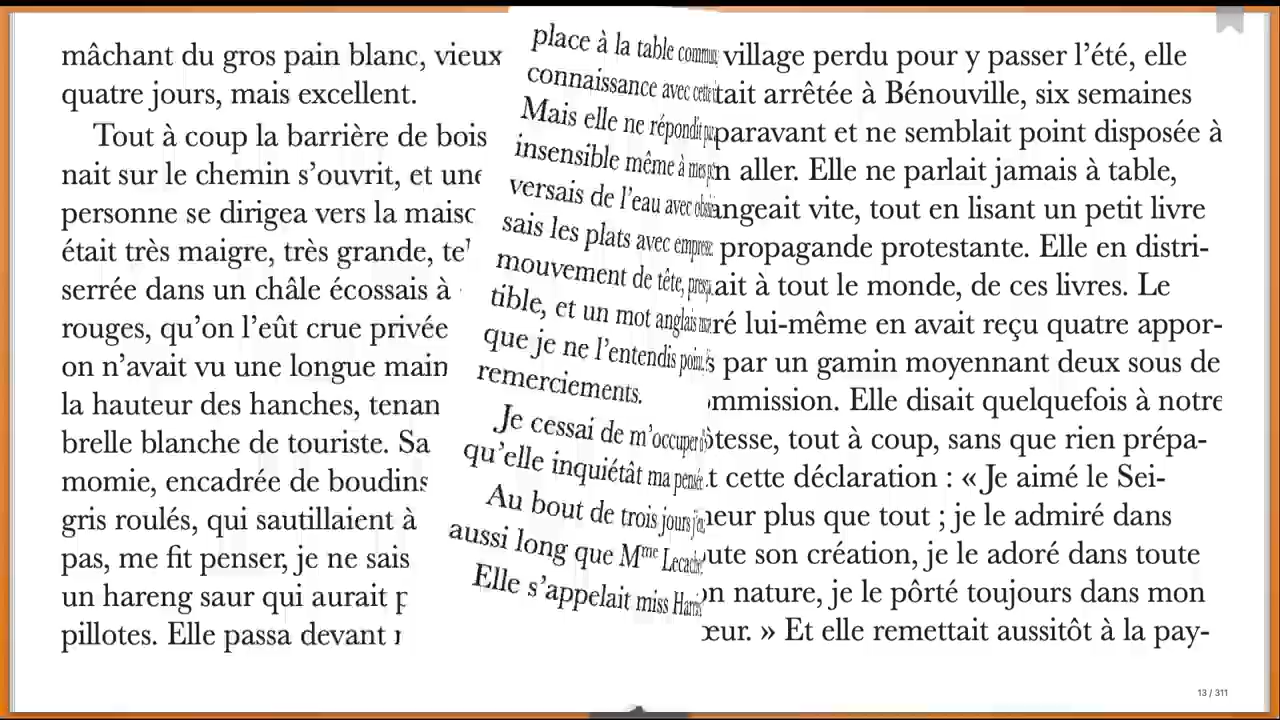 mâchant du gros pain blanc, vieux
quatre jours, mais excellent.
Tout à coup la barrière de bois
nait sur le chemin s’ouvrit, et une
personne se dirigea vers la
était très maigre, très grande,
serrée dans un châle écossais à
rouges, qu’on l’eût crue privée
on n’avait vu une longue main
la hauteur des hanches,
brelle blanche de touriste. Sa
momie, encadrée de boudins
gris roulés, qui sautillaient à
pas, me fit penser, je ne sais
un hareng saur qui aurait
pillotes. Elle passa devant
place à la table
connaissance avec
Mais elle ne répondit
insensible même à mes
versais de l’eau avec
sais les plats avec
mouvement de tête,
tible, et un mot anglais
que je ne l’entendis point
remerciements.
Je cessai de m’occuper
qu’elle inquiétât ma pensée.
Au bout de trois jours
aussi long que Mme
Elle s’appelait miss
village perdu pour y passer l’été, elle
tait arrêtée à Bénouville, six semaines
paravant et ne semblait point disposée à
n aller. Elle ne parlait jamais à table,
angeait vite, tout en lisant un petit livre
propagande protestante. Elle en distri-
ait à tout le monde, de ces livres. Le
ré lui-même en avait reçu quatre appor-
s par un gamin moyennant deux sous de
mmission. Elle disait quelquefois à notre
ôtesse, tout à coup, sans que rien prépa-
t cette déclaration : « Je aimé le Sei-
neur plus que tout ; je le admiré dans
oute son création, je le adoré dans toute
on nature, je le pôrté toujours dans mon
œur. » Et elle remettait aussitôt à la pay-
13 / 311